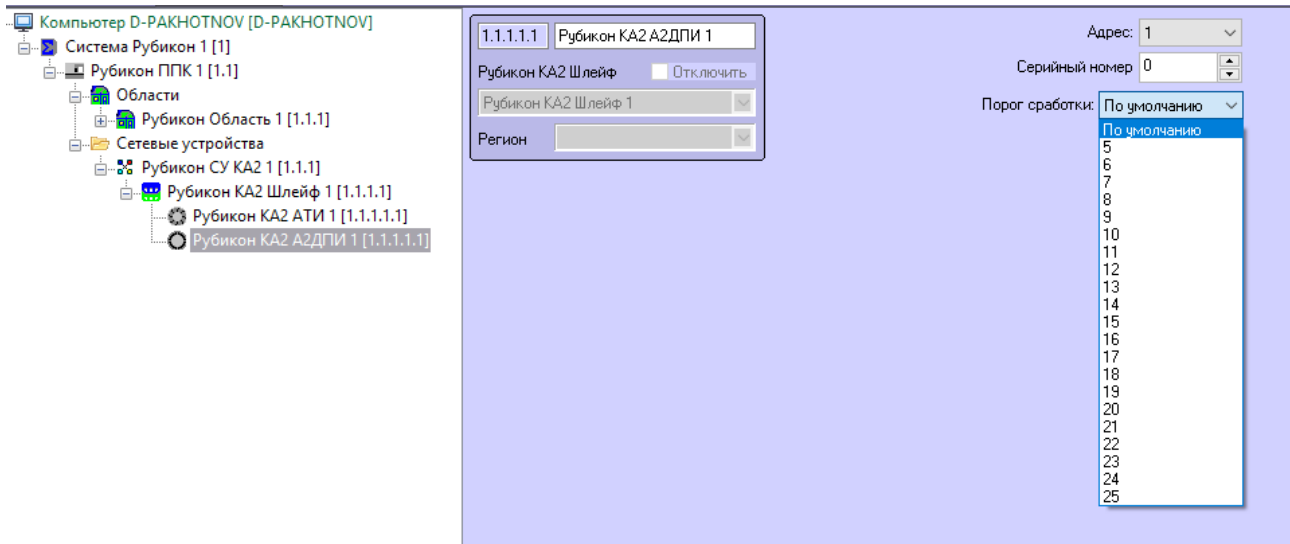 Компьютер D-PAKHOTNOV [D-PAKHOTNOV]
Система Рубикон 1 [1]
Рубикон ППК 1 [1.1]
Области
Рубикон Область 1 [1.1.1]
Сетевые устройства
Рубикон СУ КА2 1 [1.1.1]
Рубикон КА2 Шлейф 1 [1.1.1.1]
Рубикон КА2 АТИ 1 [1.1.1.1.1]
Рубикон КА2 А2ДПИ 1 [1.1.1.1.1]
1.1.1.1.1 Рубикон КА2 А2ДПИ 1
Рубикон КА2 Шлейф Отключить
Рубикон КА2 Шлейф 1
Регион
Адрес: 1
Серийный номер 0
Порог сработки: По умолчанию
По умолчанию
5
6
7
8
9
10
11
12
13
14
15
16
17
18
19
20
21
22
23
24
25